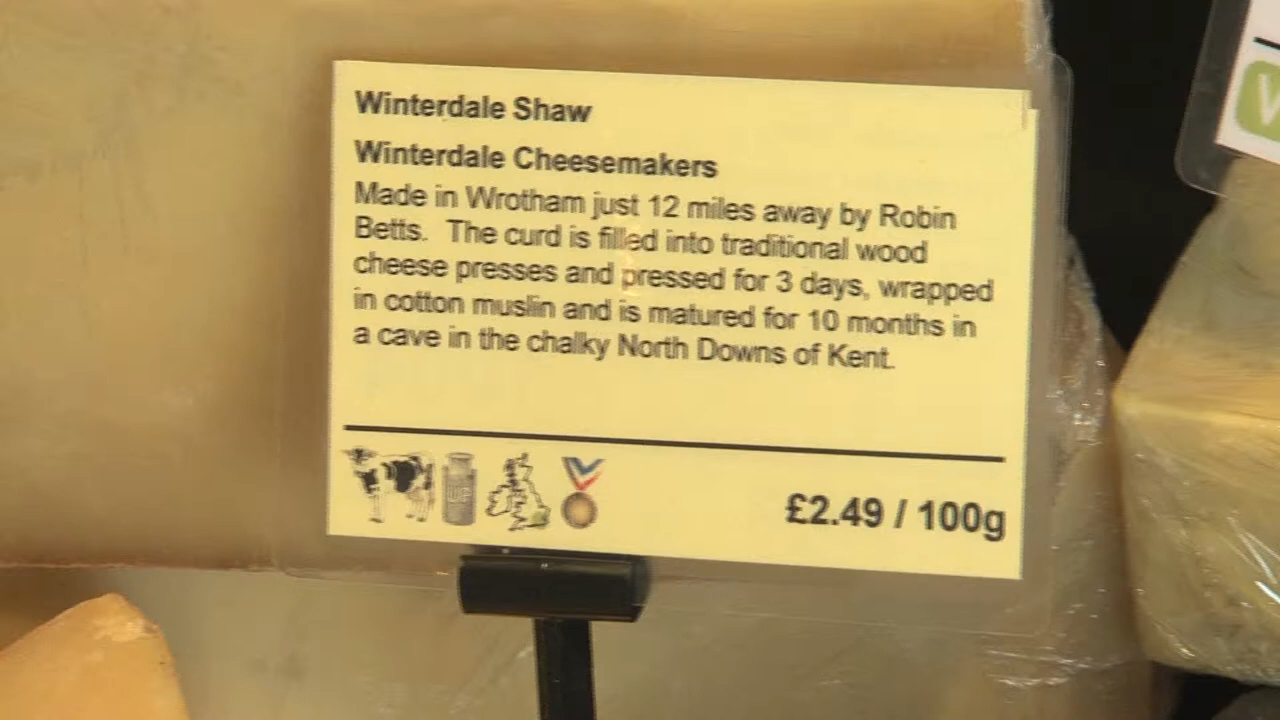 Winterdale Shaw
Winterdale Cheesemakers
Made in Wrotham just 12 miles away by Robin
Betts. The curd is filled into traditional wood
cheese presses and pressed for 3 days, wrapped
in cotton muslin and is matured for 10 months in
a cave in the chalky North Downs of Kent.
£2.49 / 100g